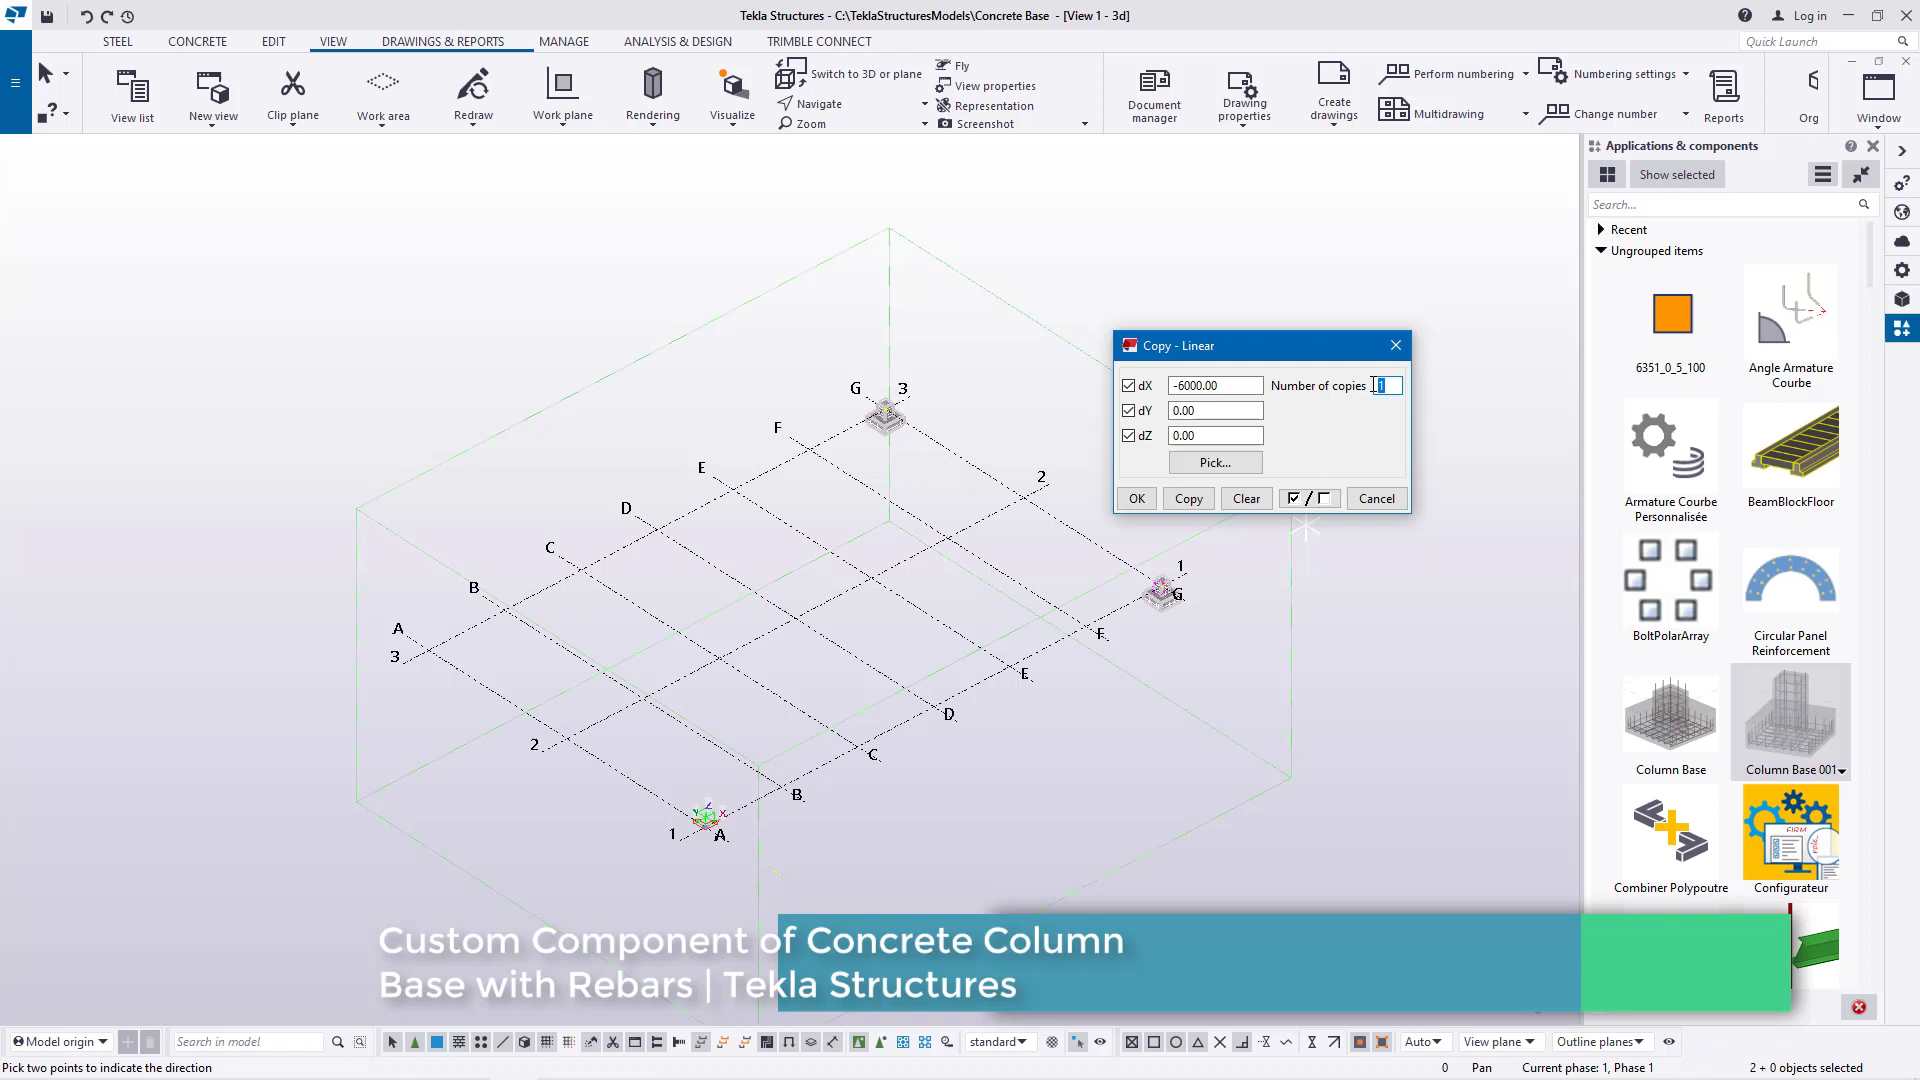 Tekla Structures - C:\TeklaStructuresModels\Concrete Base - [View 1 - 3d]
Log in
STEEL
CONCRETE
EDIT
VIEW
DRAWINGS & REPORTS
MANAGE
ANALYSIS & DESIGN
TRIMBLE CONNECT
Quick Launch
View list
New view
Clip plane
Work area
Redraw
Work plane
Rendering
Visualize
Switch to 3D or plane
Navigate
Zoom
Fly
View properties
Representation
Screenshot
Document manager
Drawing properties
Create drawings
Perform numbering
Multidrawing
Numbering settings
Change number
Reports
Org
Window
Applications & components
Show selected
Search...
Recent
Ungrouped items
6351_0_5_100
Angle Armature Courbe
Armature Courbe Personnalisée
BeamBlockFloor
BoltPolarArray
Circular Panel Reinforcement
Column Base
Column Base 001
Combiner Polypoutre
FIRM
Configurateur
Copy - Linear
dX
-6000.00
Number of copies
1
dY
0.00
dZ
0.00
Pick...
OK
Copy
Clear
/
Cancel
G
3
F
E
2
D
C
1
B
G
A
F
3
E
D
2
C
B
Z
Y
X
1
A
Custom Component of Concrete Column
Base with Rebars | Tekla Structures
Model origin
Search in model
standard
Auto
View plane
Outline planes
Pick two points to indicate the direction
0
Pan
Current phase: 1, Phase 1
2 + 0 objects selected